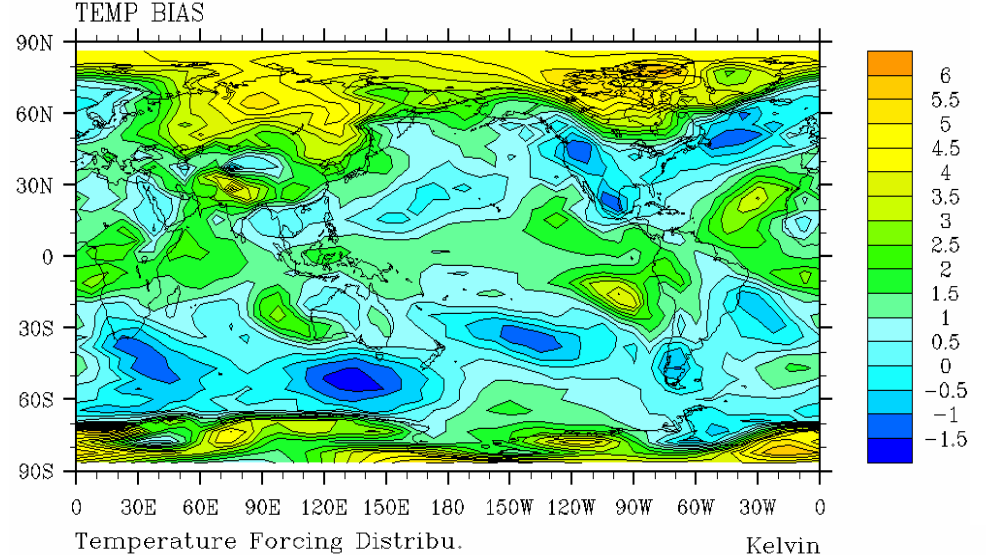 TEMP BIAS
90N
60N
30N
0
30S
60S
90S
0 30E 60E 90E 120E 150E 180 150W 120W 90W 60W 30W 0
6
5.5
5
4.5
4
3.5
3
2.5
2
1.5
1
0.5
0
-0.5
-1
-1.5
Temperature Forcing Distribu. Kelvin